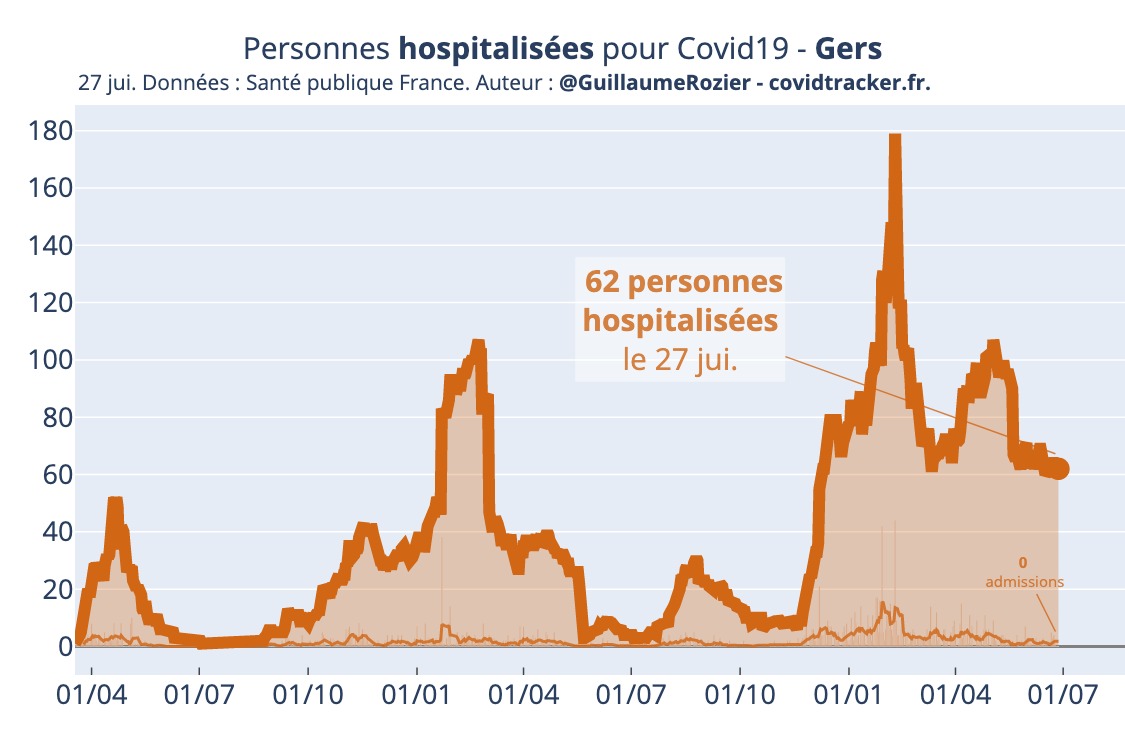 Personnes hospitalisées pour Covid19 - Gers
27 jui. Données : Santé publique France. Auteur : @GuillaumeRozier - covidtracker.fr.
180
160
140
120
100
80
60
40
20
0
62 personnes
hospitalisées
le 27 jui.
0
admissions
01/04 01/07 01/10 01/01 01/04 01/07 01/10 01/01 01/04 01/07